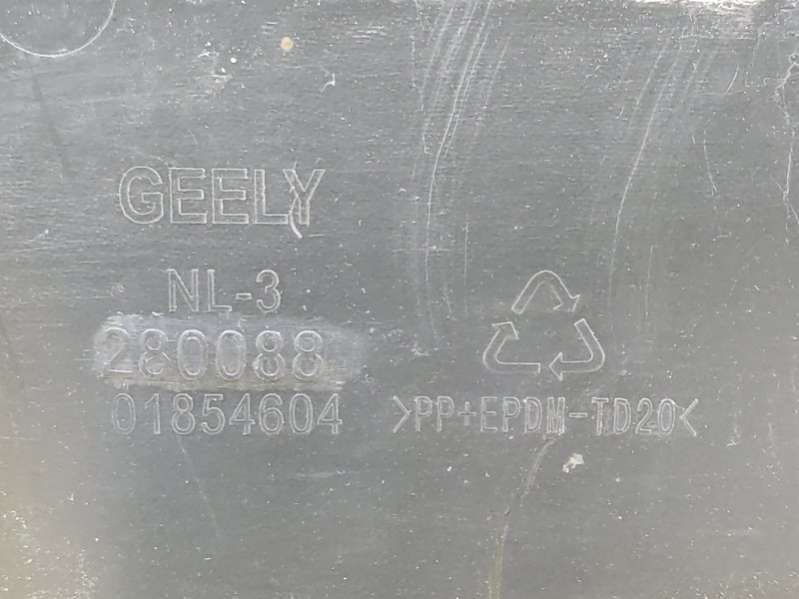 GEELY
NL-3
280088
01854604
>PP+EPDM-TD20<